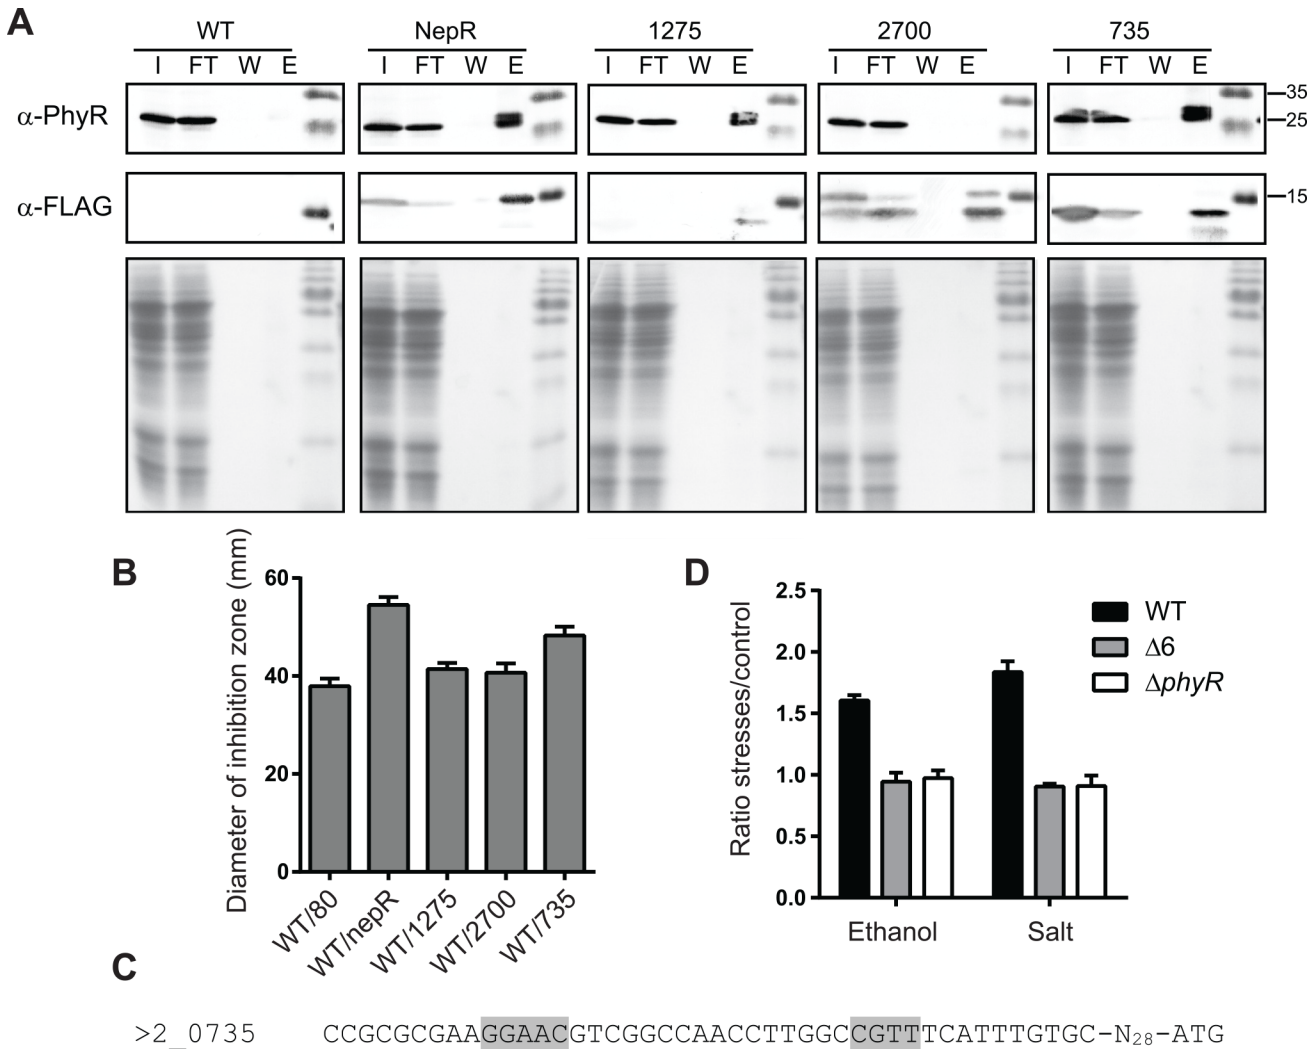 A
WT NepR 1275 2700 735
I FT W E I FT W E I FT W E I FT W E I FT W E
α-PhyR
35
25
α-FLAG
15
B
Diameter of inhibition zone (mm)
60
40
20
0
WT/80 WT/nepR WT/1275 WT/2700 WT/735
D
Ratio stresses/control
2.5
2.0
1.5
1.0
0.5
0.0
WT
Δ6
ΔphyR
Ethanol Salt
C
>2_0735 CCGCGCGAAGGAACGTCGGCCAACCTTGGCCGTTTCATTTGTGC-N28-ATG